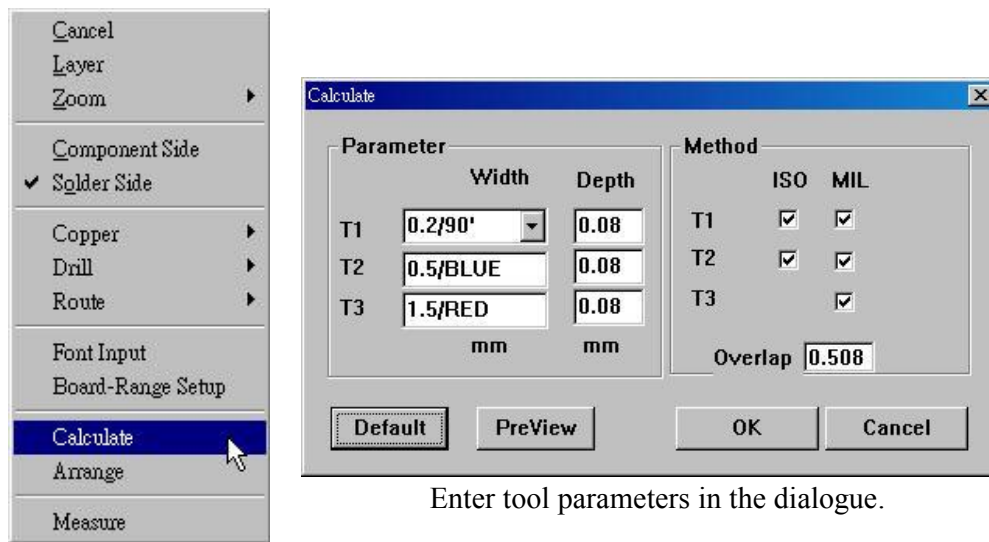 Cancel
Layer
Zoom
Component Side
Solder Side
Copper
Drill
Route
Font Input
Board-Range Setup
Calculate
Arrange
Measure
Calculate
Parameter
Width Depth
T1 0.2/90' 0.08
T2 0.5/BLUE 0.08
T3 1.5/RED 0.08
mm mm
Method
ISO MIL
T1
T2
T3
Overlap 0.508
Default PreView OK Cancel
Enter tool parameters in the dialogue.